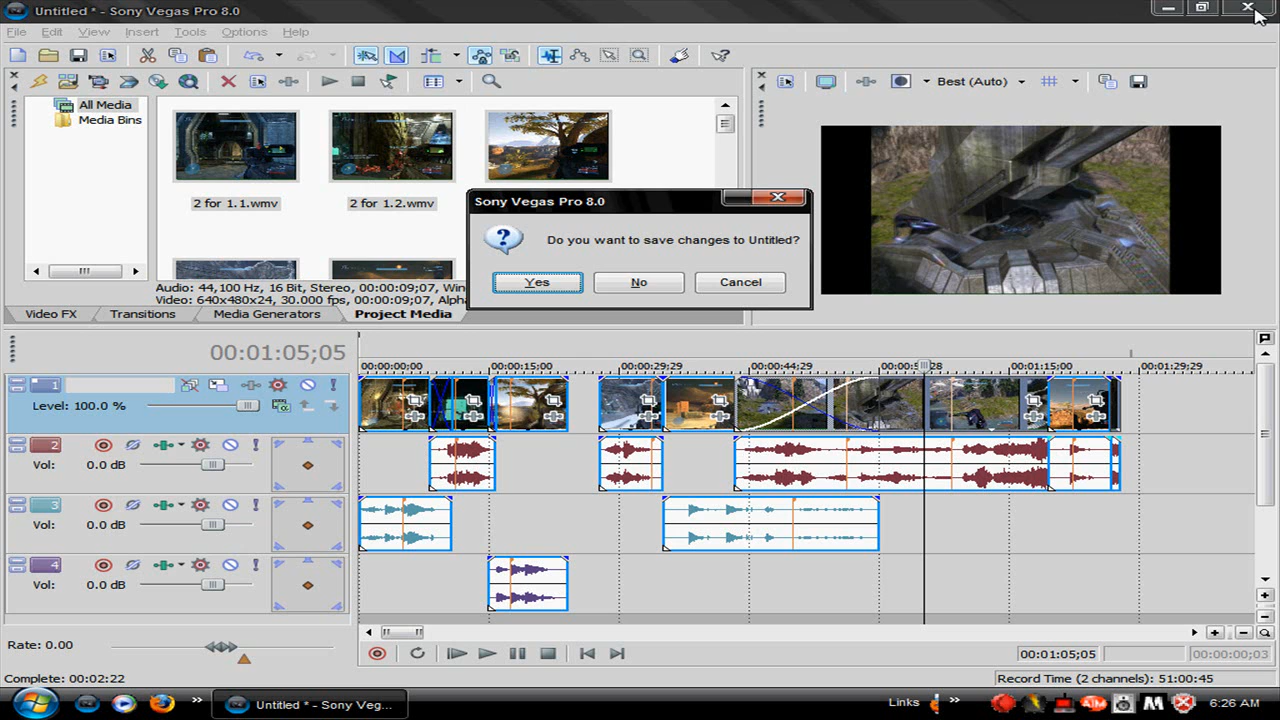 Untitled * - Sony Vegas Pro 8.0
File Edit View Insert Tools Options Help
Best (Auto)
All Media
Media Bins
2 for 1.1.wmv 2 for 1.2.wmv
Sony Vegas Pro 8.0
Do you want to save changes to Untitled?
Yes No Cancel
Audio: 44,100 Hz, 16 Bit, Stereo, 00:00:09;07, Win
Video: 640x480x24, 30.000 fps, 00:00:09;07, Alpha
Video FX Transitions Media Generators Project Media
00:01:05;05
00:00:00;00 00:00:15;00 00:00:29;29 00:00:44;29 00:01:15;00 00:01:29;29
1
Level: 100.0 %
2
Vol: 0.0 dB
3
Vol: 0.0 dB
4
Vol: 0.0 dB
Rate: 0.00
00:01:05;05 00:00:00;03
Complete: 00:02:22 Record Time (2 channels): 51:00:45
Untitled * - Sony Veg... Links AIM M 6:26 AM